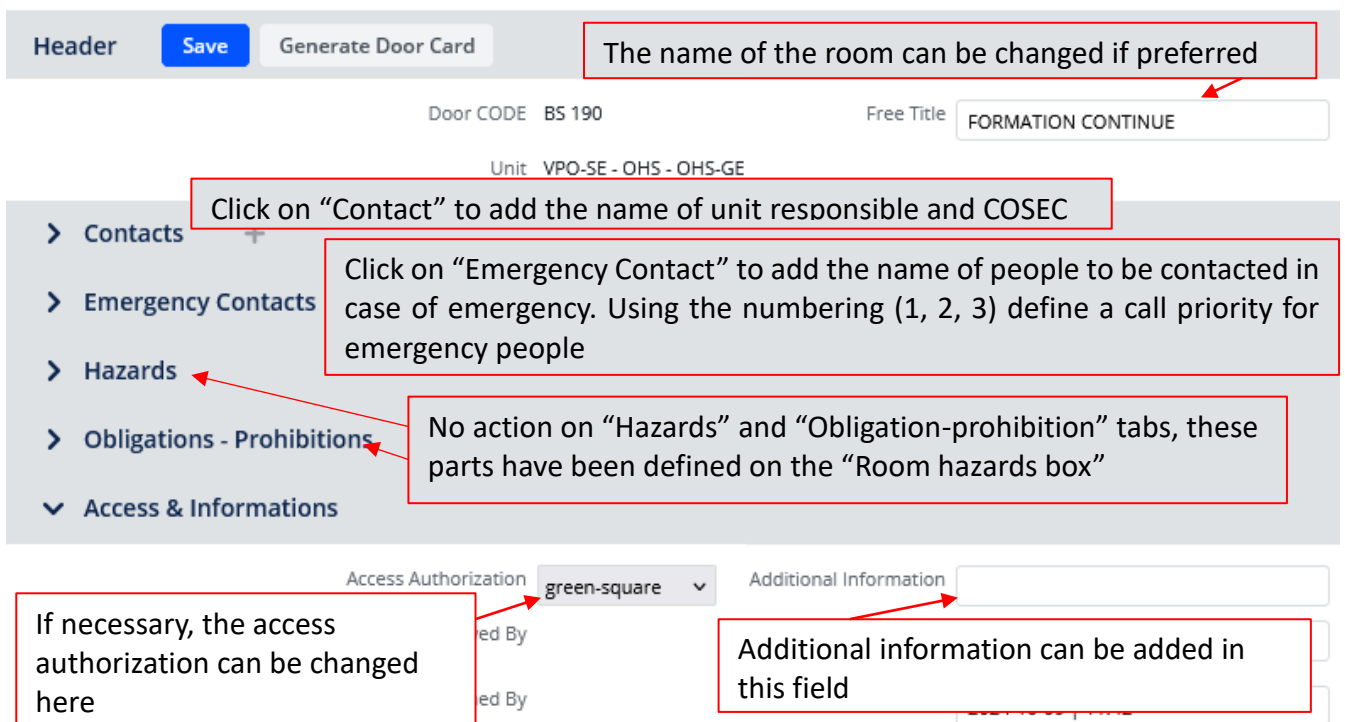 Header Save Generate Door Card
The name of the room can be changed if preferred
Door CODE BS 190 Free Title FORMATION CONTINUE
Unit VPO-SE - OHS - OHS-GE
Click on “Contact” to add the name of unit responsible and COSEC
Contacts +
Click on “Emergency Contact” to add the name of people to be contacted in
case of emergency. Using the numbering (1, 2, 3) define a call priority for
emergency people
Emergency Contacts
Hazards
No action on “Hazards” and “Obligation-prohibition” tabs, these
parts have been defined on the “Room hazards box”
Obligations - Prohibitions
Access & Informations
Access Authorization green-square Additional Information
If necessary, the access
authorization can be changed
here
ed By
Additional information can be added in
this field
ed By